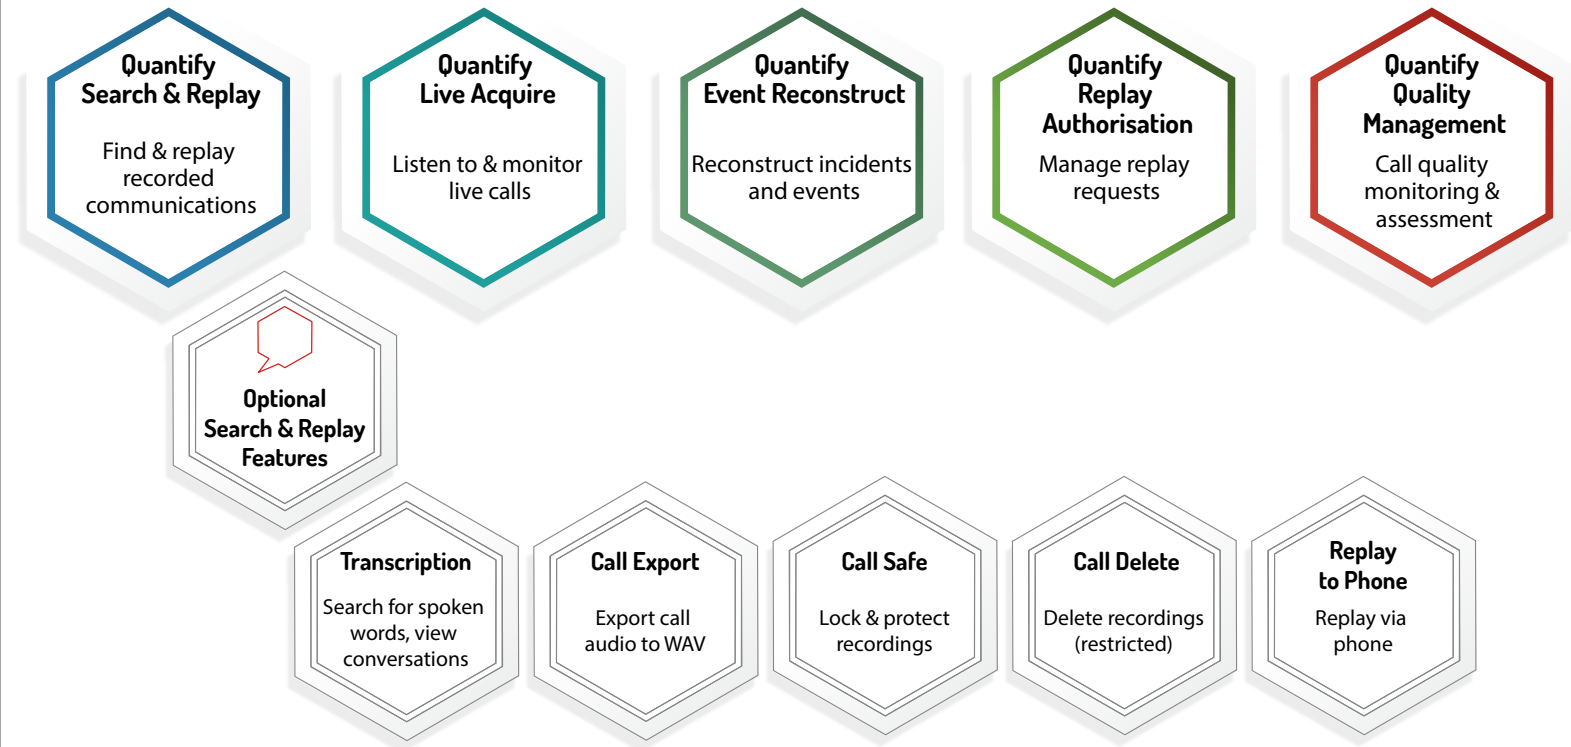 Quantify
Search & Replay
Find & replay
recorded
communications
Quantify
Live Acquire
Listen to & monitor
live calls
Quantify
Event Reconstruct
Reconstruct incidents
and events
Quantify
Replay
Authorisation
Manage replay
requests
Quantify
Quality
Management
Call quality
monitoring &
assessment
Optional
Search & Replay
Features
Transcription
Search for spoken
words, view
conversations
Call Export
Export call
audio to WAV
Call Safe
Lock & protect
recordings
Call Delete
Delete recordings
(restricted)
Replay
to Phone
Replay via
phone